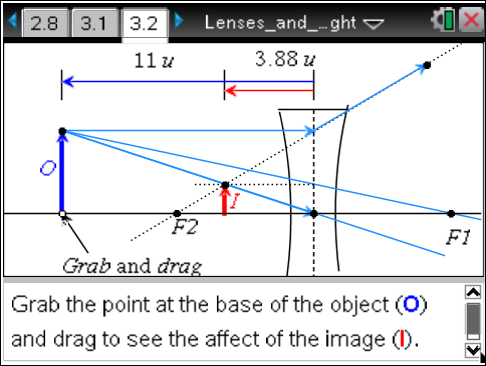 2.8 3.1 3.2 Lenses_and_...ght
11 u 3.88 u
O
I
F2
F1
Grab and drag
Grab the point at the base of the object (O)
and drag to see the affect of the image (I).